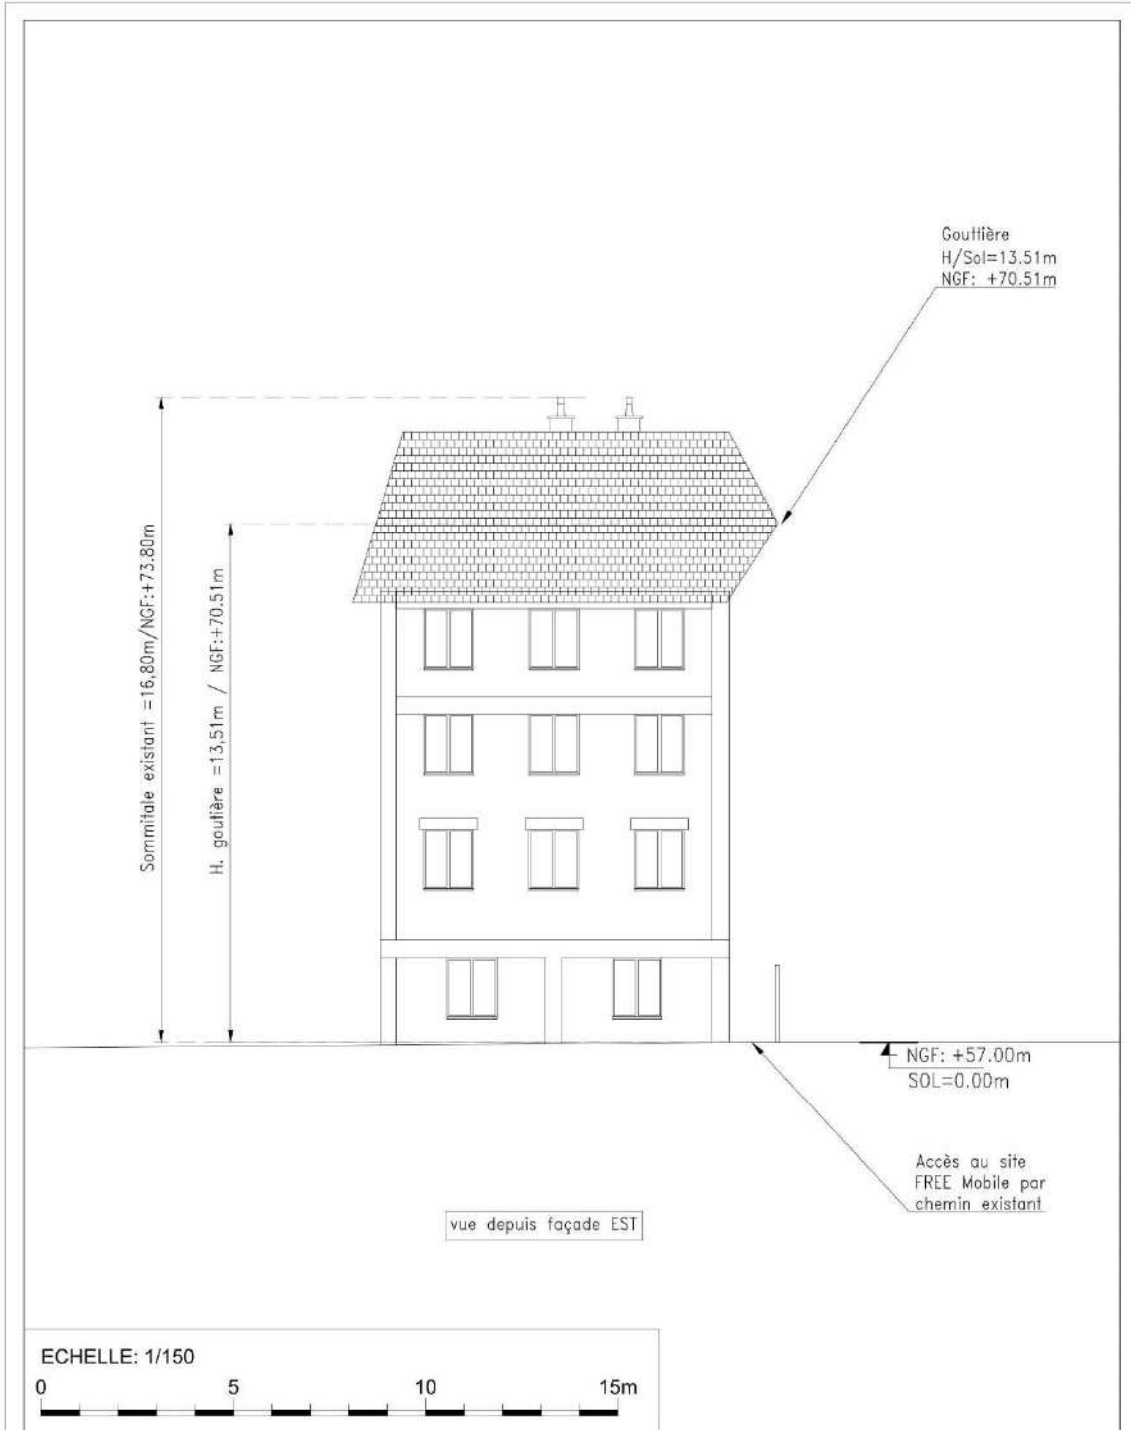 Gouttière
H/Sol=13.51m
NGF: +70.51m
Sommitale existant =16,80m/NGF:+73.80m
H. goutière =13,51m / NGF:+70.51m
NGF: +57.00m
SOL=0.00m
Accès au site
FREE Mobile par
chemin existant
vue depuis façade EST
ECHELLE: 1/150
0 5 10 15m